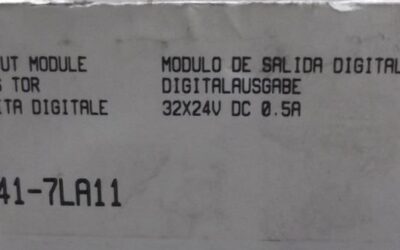 UT MODULE MODULO DE SALIDA DIGITAL
S TOR DIGITALAUSGABE
ITA DIGITALE 32X24V DC 0.5A
41-7LA11